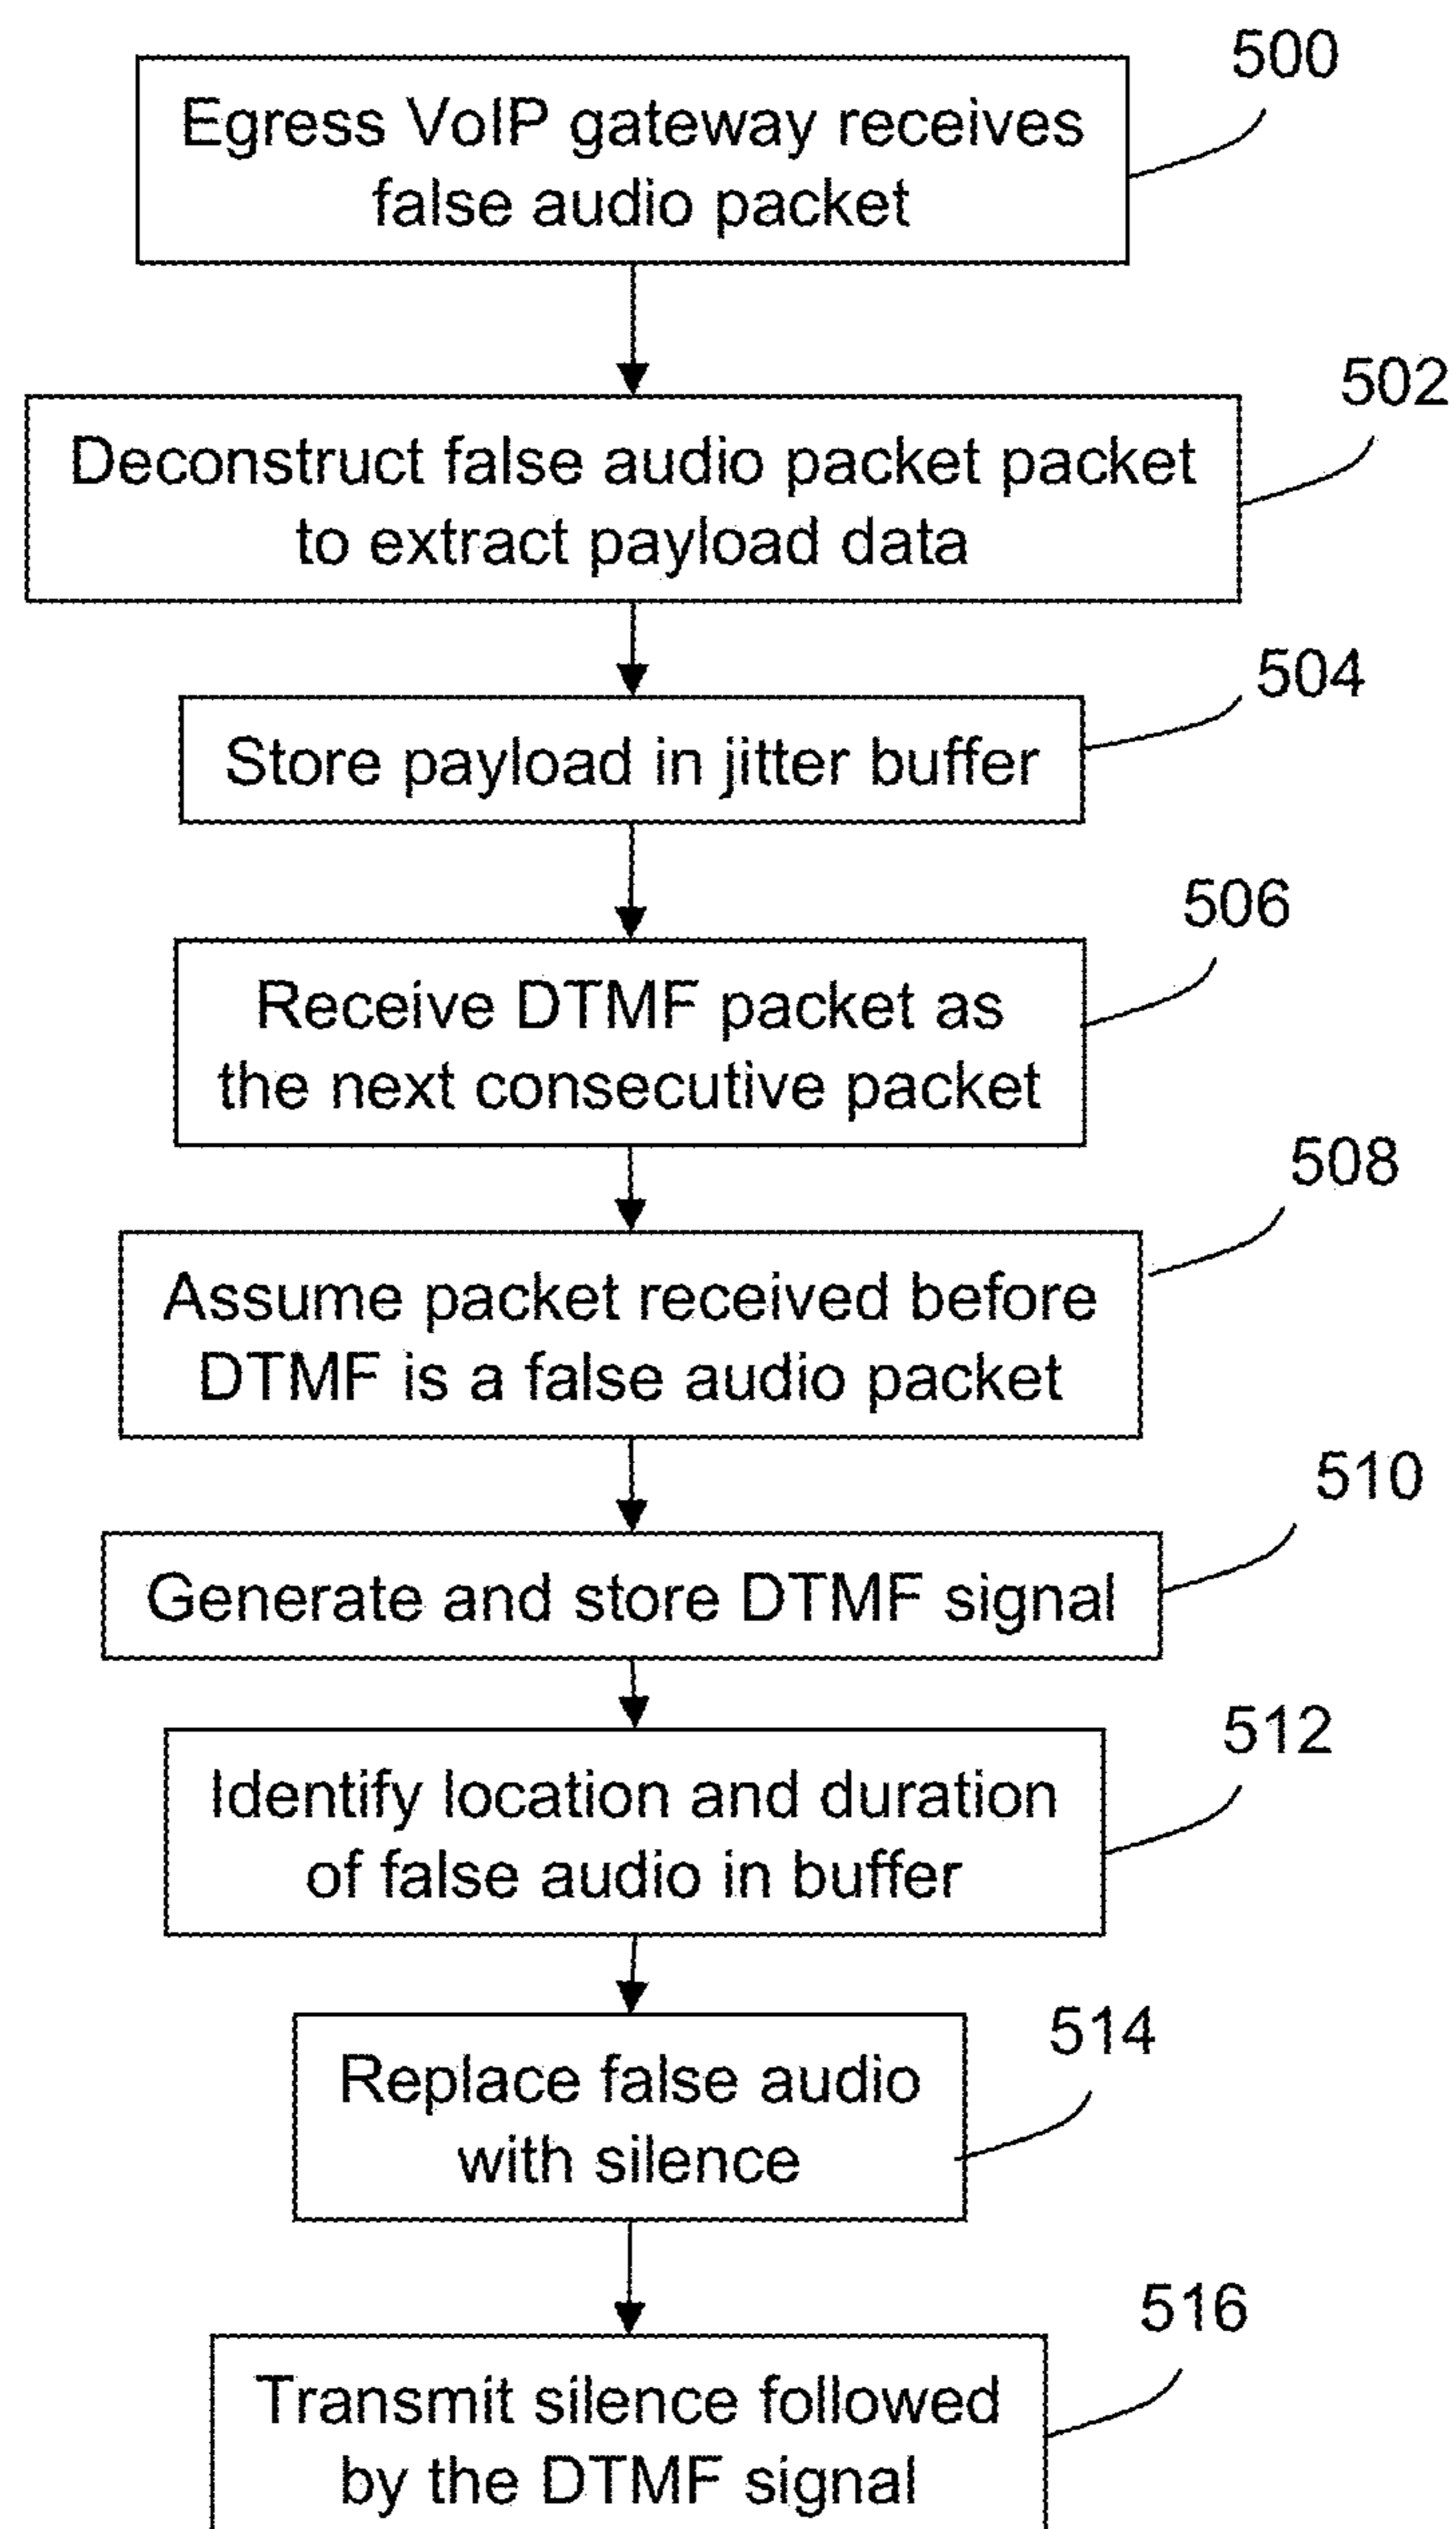 500
Egress VoIP gateway receives
false audio packet
502
Deconstruct false audio packet packet
to extract payload data
504
Store payload in jitter buffer
506
Receive DTMF packet as
the next consecutive packet
508
Assume packet received before
DTMF is a false audio packet
510
Generate and store DTMF signal
512
Identify location and duration
of false audio in buffer
514
Replace false audio
with silence
516
Transmit silence followed
by the DTMF signal